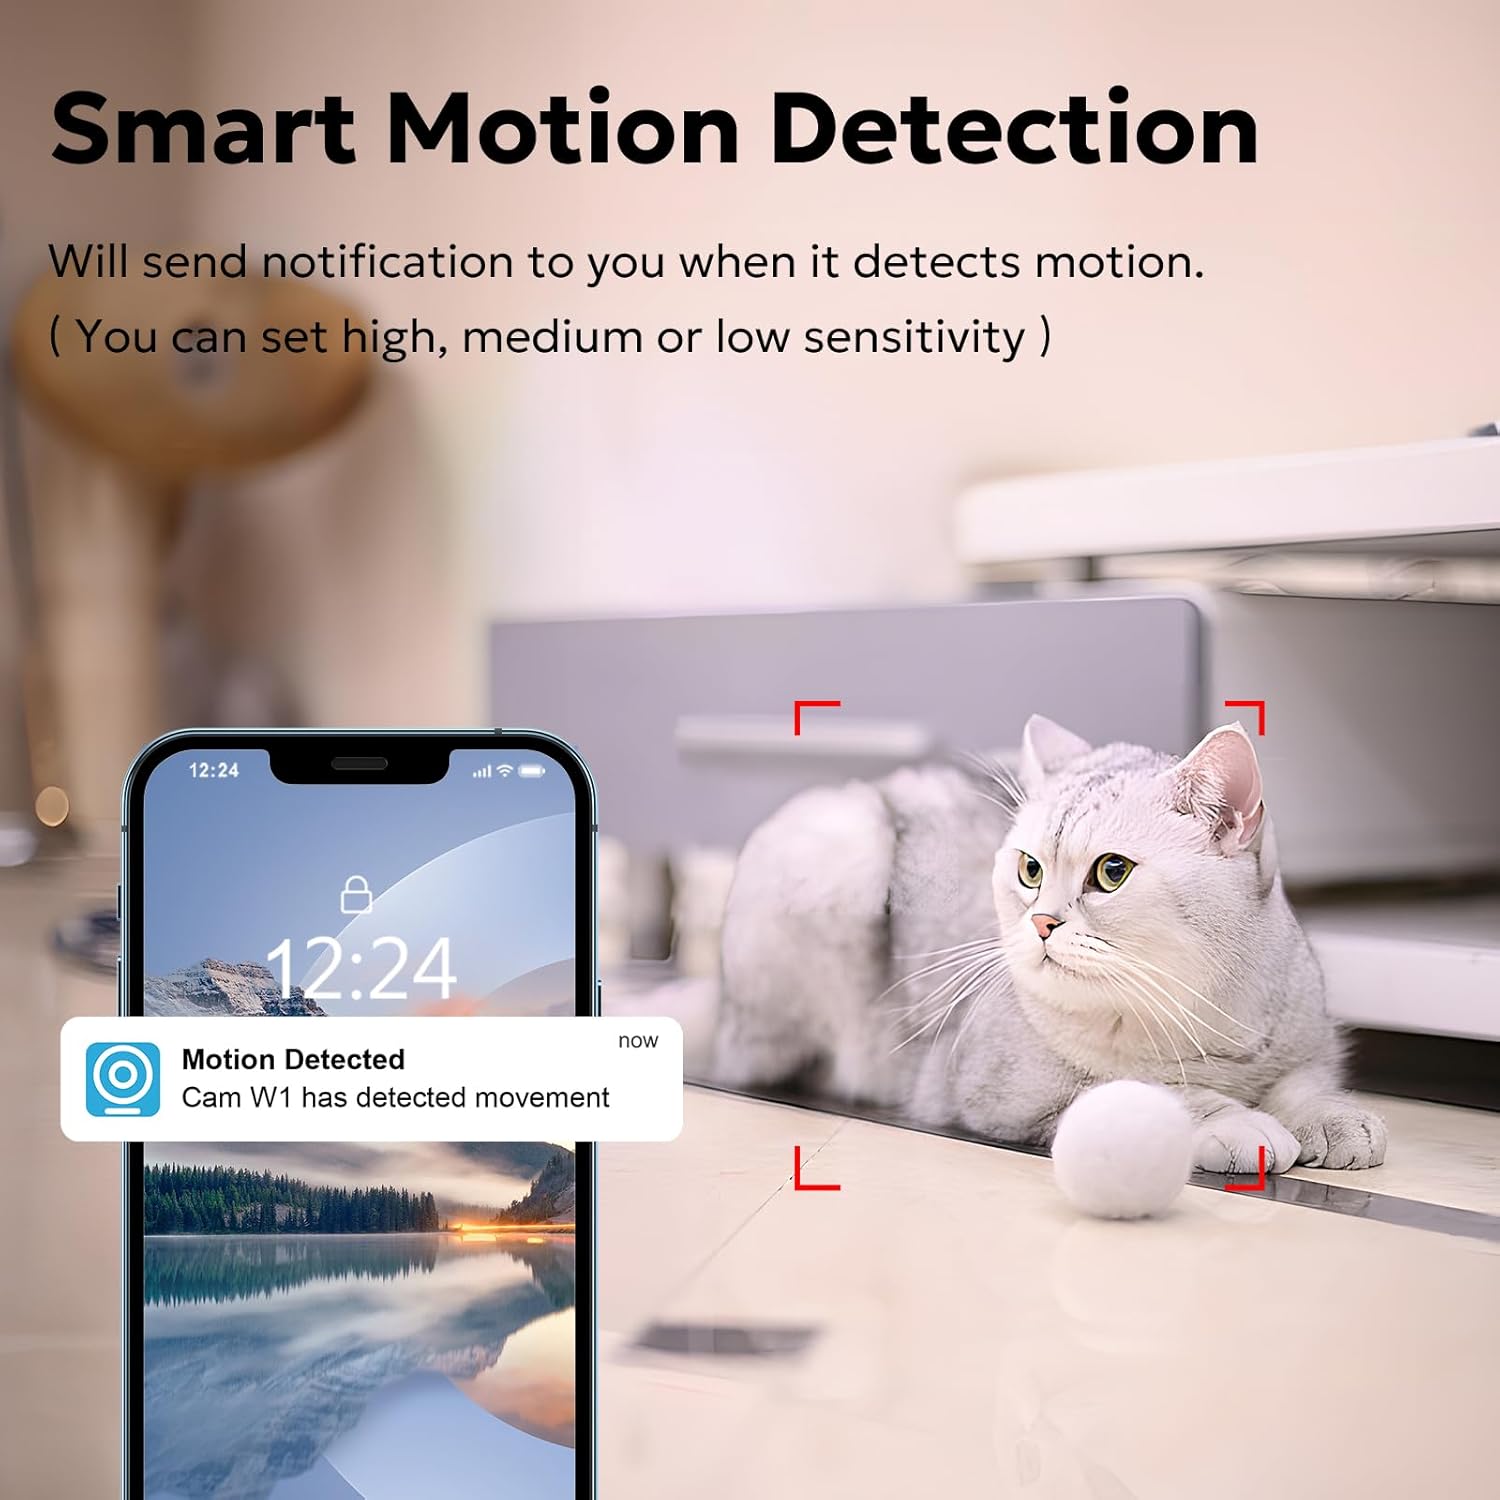 Smart Motion Detection
Will send notification to you when it detects motion.
( You can set high, medium or low sensitivity )
12:24
12:24
now
Motion Detected
Cam W1 has detected movement